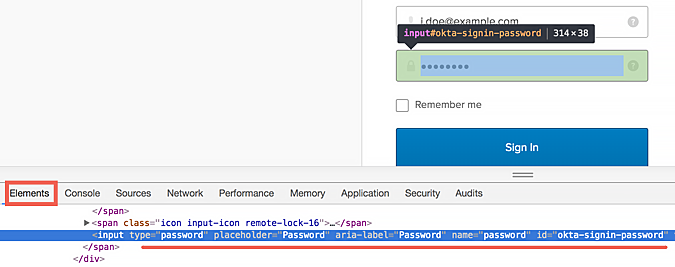 j.doe@example.com
input#okta-signin-password | 314 × 38
Remember me
Sign In
Elements Console Sources Network Performance Memory Application Security Audits
</span>
▶<span class="icon input-icon remote-lock-16">…</span>
<input type="password" placeholder="Password" aria-label="Password" name="password" id="okta-signin-password"
</span>
</div>